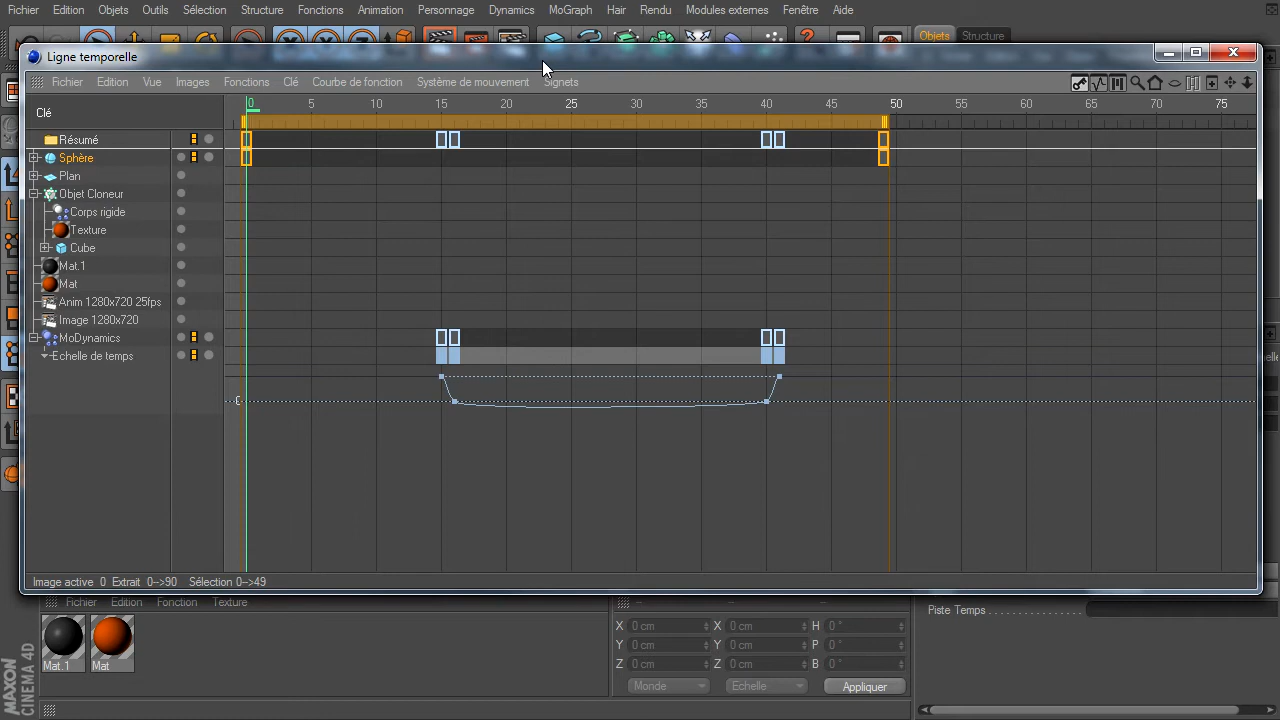 Fichier Edition Objets Outils Sélection Structure Fonctions Animation Personnage Dynamics MoGraph Hair Rendu Modules externes Fenêtre Aide
Objets Structure
Ligne temporelle
Fichier Edition Vue Images Fonctions Clé Courbe de fonction Système de mouvement Signets
Clé
0 5 10 15 20 25 30 35 40 45 50 55 60 65 70 75
Résumé
Sphère
Plan
Objet Cloneur
Corps rigide
Texture
Cube
Mat.1
Mat
Anim 1280x720 25fps
Image 1280x720
MoDynamics
Echelle de temps
Image active 0 Extrait 0-->90 Sélection 0-->49
Fichier Edition Fonction Texture
Mat.1 Mat
X 0 cm X 0 cm H 0 °
Y 0 cm Y 0 cm P 0 °
Z 0 cm Z 0 cm B 0 °
Monde Echelle Appliquer
Piste Temps
MAXON
CINEMA 4D